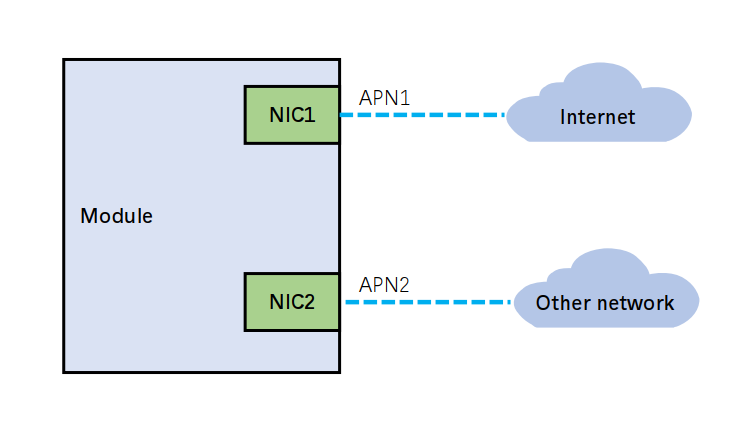 APN1
NIC1
Internet
Module
APN2
NIC2
Other network